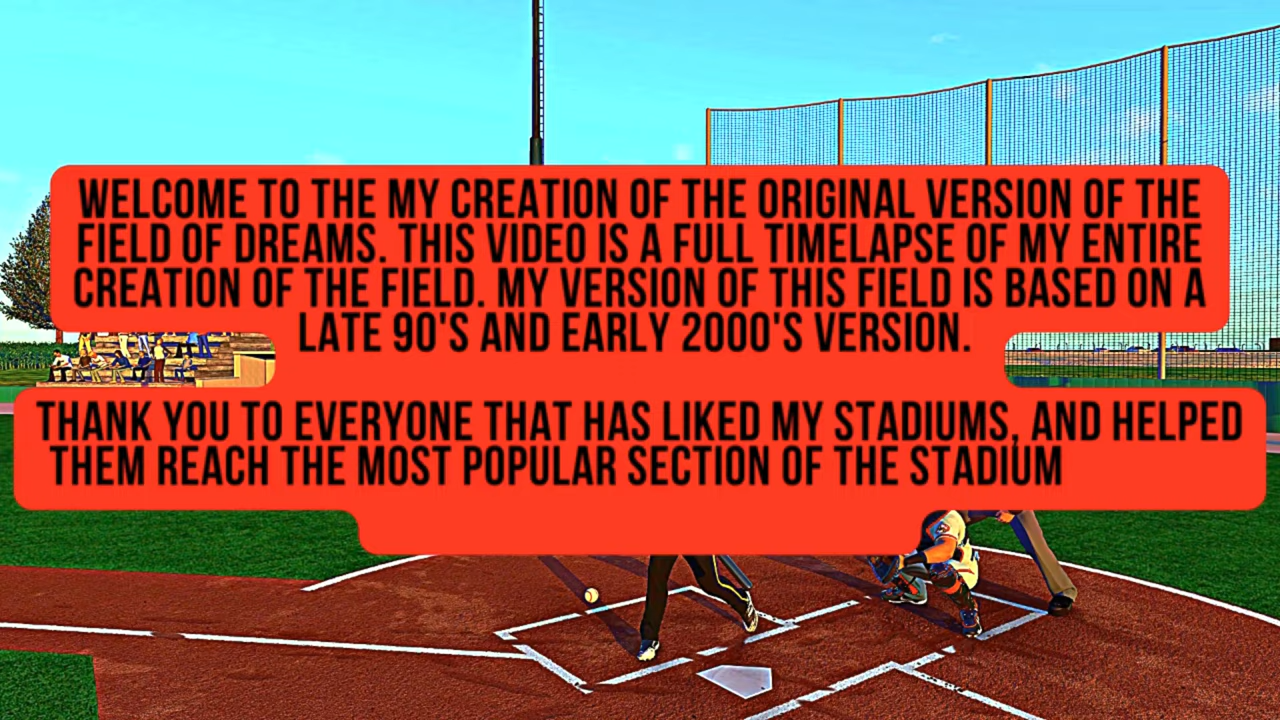 WELCOME TO THE MY CREATION OF THE ORIGINAL VERSION OF THE
FIELD OF DREAMS. THIS VIDEO IS A FULL TIMELAPSE OF MY ENTIRE
CREATION OF THE FIELD. MY VERSION OF THIS FIELD IS BASED ON A
LATE 90'S AND EARLY 2000'S VERSION.
THANK YOU TO EVERYONE THAT HAS LIKED MY STADIUMS, AND HELPED
THEM REACH THE MOST POPULAR SECTION OF THE STADIUM